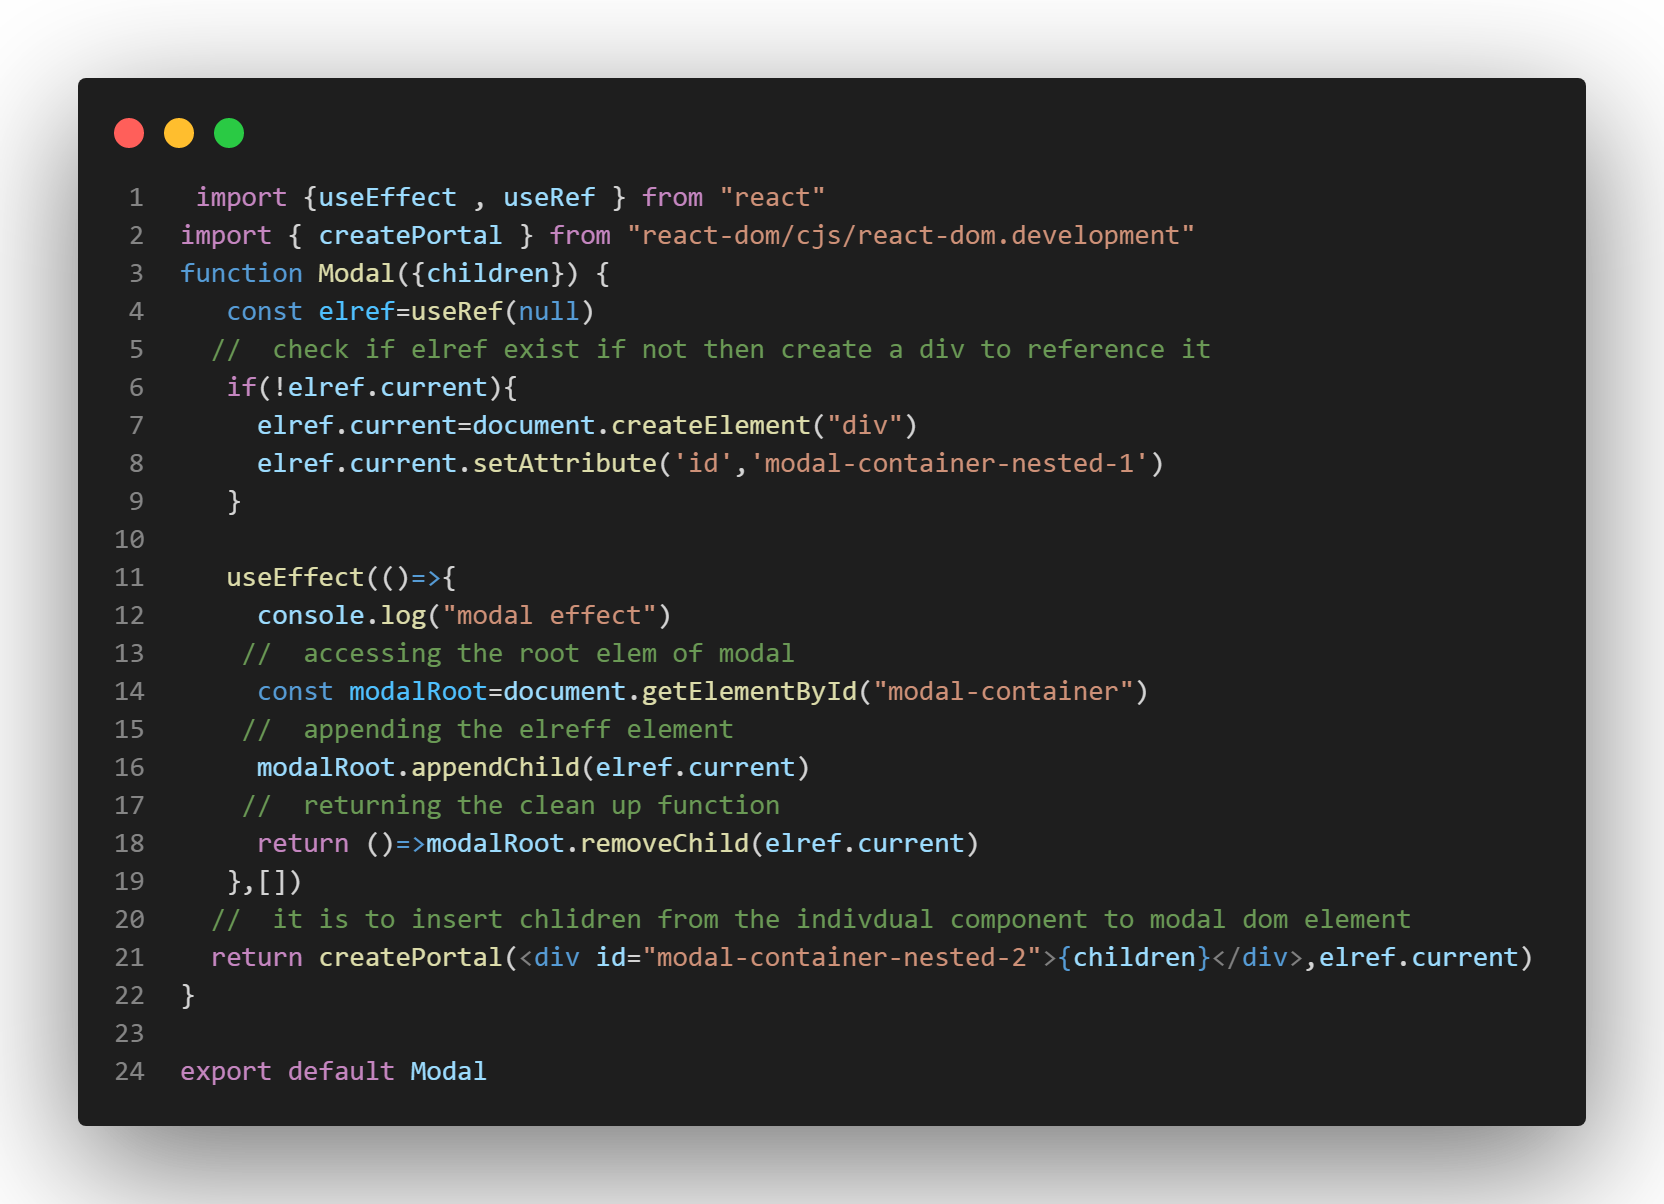 1 import {useEffect , useRef } from "react"
2 import { createPortal } from "react-dom/cjs/react-dom.development"
3 function Modal({children}) {
4 const elref=useRef(null)
5 // check if elref exist if not then create a div to reference it
6 if(!elref.current){
7 elref.current=document.createElement("div")
8 elref.current.setAttribute('id','modal-container-nested-1')
9 }
10
11 useEffect(()=>{
12 console.log("modal effect")
13 // accessing the root elem of modal
14 const modalRoot=document.getElementById("modal-container")
15 // appending the elreff element
16 modalRoot.appendChild(elref.current)
17 // returning the clean up function
18 return ()=>modalRoot.removeChild(elref.current)
19 },[])
20 // it is to insert chlidren from the indivdual component to modal dom element
21 return createPortal(<div id="modal-container-nested-2">{children}</div>,elref.current)
22 }
23
24 export default Modal